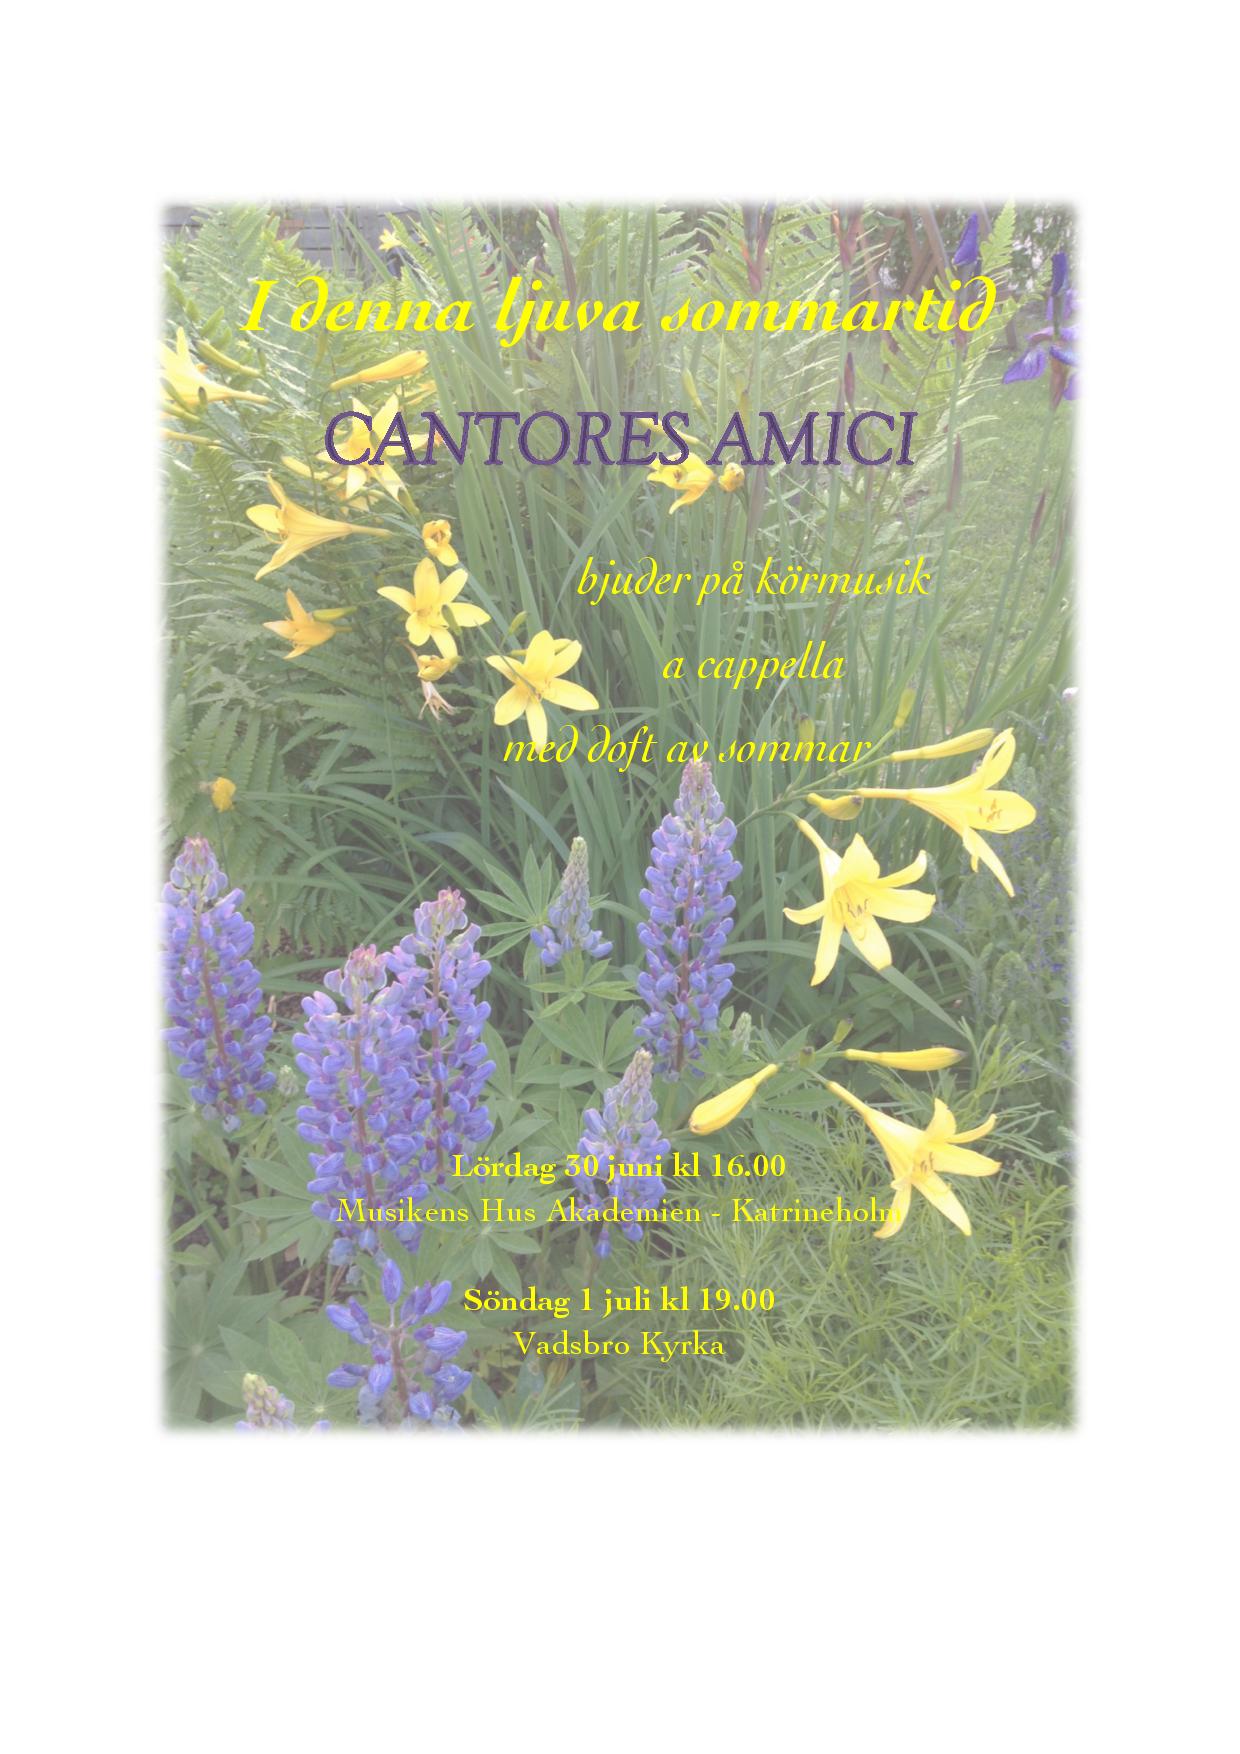 I denna ljuva sommartid
CANTORES AMICI
bjuder på körmusik
a cappella
med doft av sommar
Lördag 30 juni kl 16.00
Musikens Hus Akademien - Katrineholm
Söndag 1 juli kl 19.00
Vadsbro Kyrka